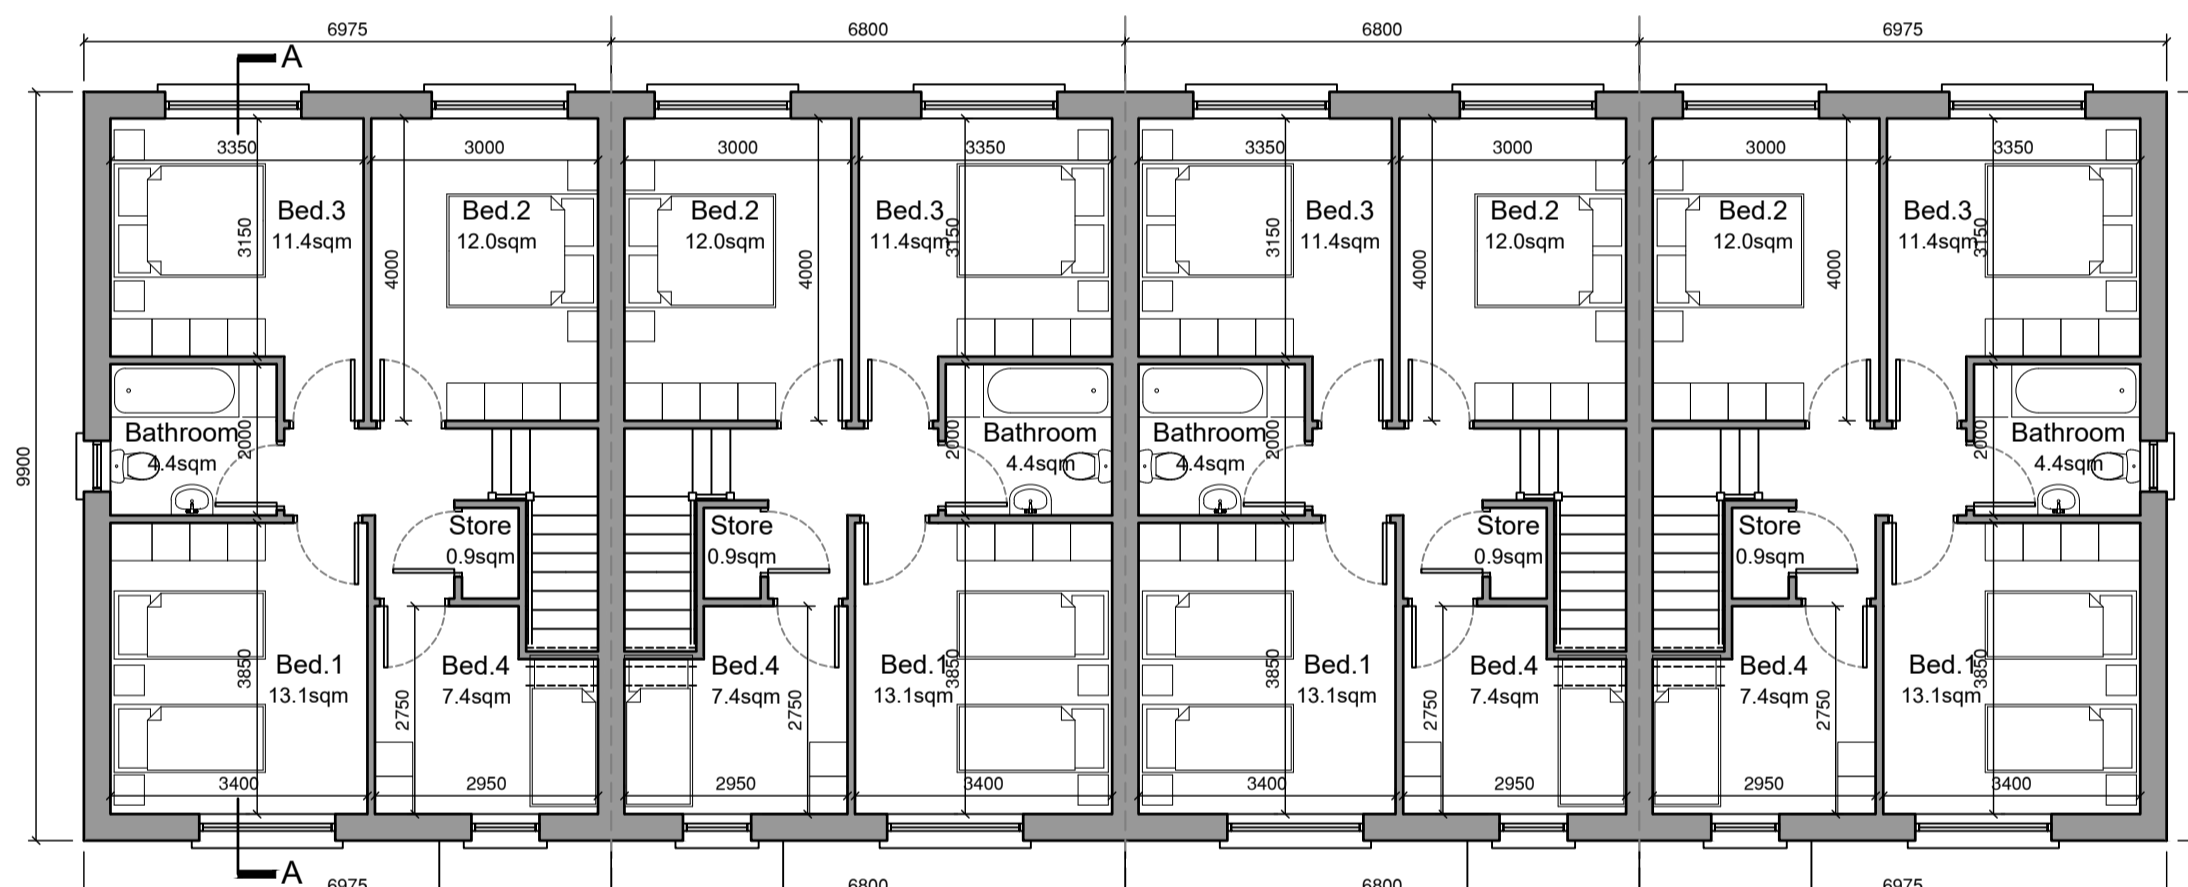 6975 6800 6800 6975
A
3350 3000 3000 3350 3350 3000 3000 3350
Bed.3 Bed.2 Bed.2 Bed.3 Bed.3 Bed.2 Bed.2 Bed.3
11.4sqm 12.0sqm 12.0sqm 11.4sqm 11.4sqm 12.0sqm 12.0sqm 11.4sqm
3150 3150 3150 3150
4000 4000 4000 4000
Bathroom Bathroom Bathroom Bathroom
4.4sqm 4.4sqm 4.4sqm 4.4sqm
2000 2000 2000 2000
9900
Store Store Store Store
0.9sqm 0.9sqm 0.9sqm 0.9sqm
Bed.1 Bed.4 Bed.4 Bed.1 Bed.1 Bed.4 Bed.4 Bed.1
13.1sqm 7.4sqm 7.4sqm 13.1sqm 13.1sqm 7.4sqm 7.4sqm 13.1sqm
3850 3850 3850 3850
2750 2750 2750 2750
3400 2950 2950 3400 3400 2950 2950 3400
A
6975 6800 6800 6975